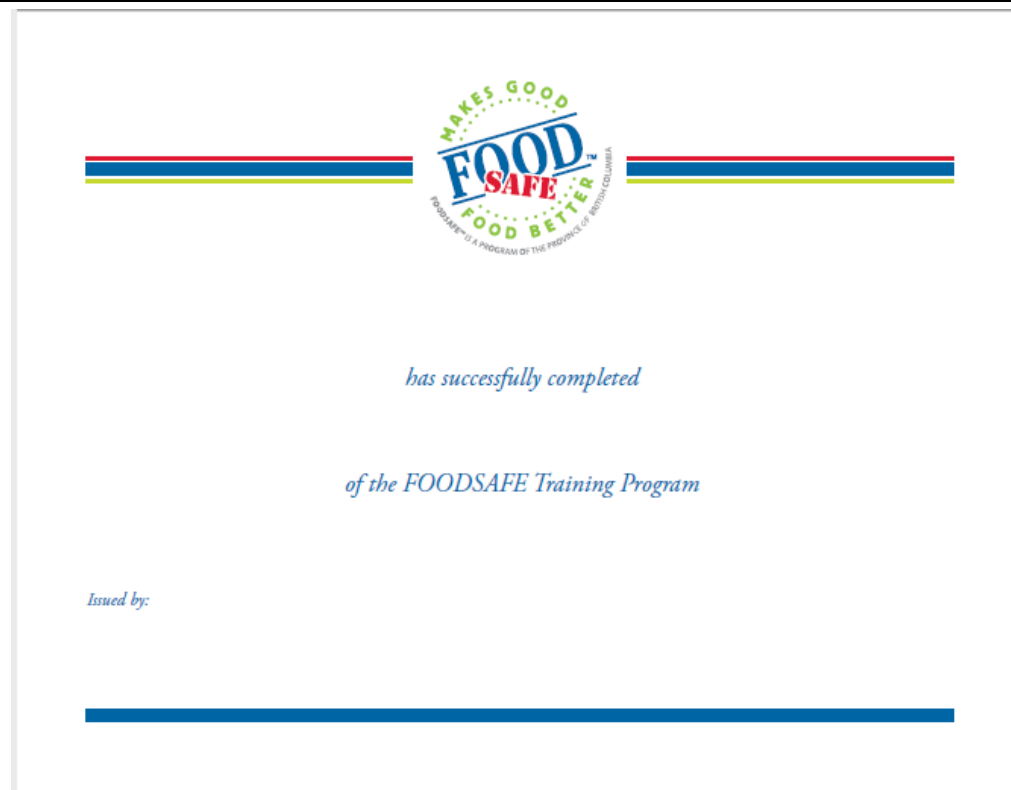 MAKES GOOD
FOOD™
SAFE
FOOD BETTER
FOODSAFE™ IS A PROGRAM OF THE PROVINCE OF BRITISH COLUMBIA
has successfully completed
of the FOODSAFE Training Program
Issued by: